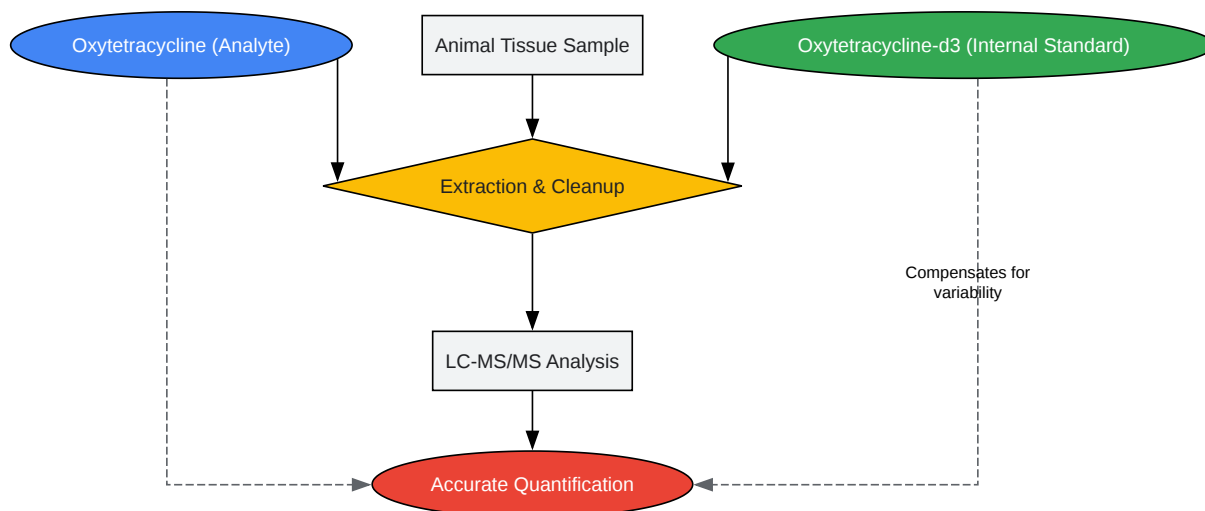 Oxytetracycline (Analyte)
Animal Tissue Sample
Oxytetracycline-d3 (Internal Standard)
Extraction & Cleanup
Compensates for
variability
LC-MS/MS Analysis
Accurate Quantification